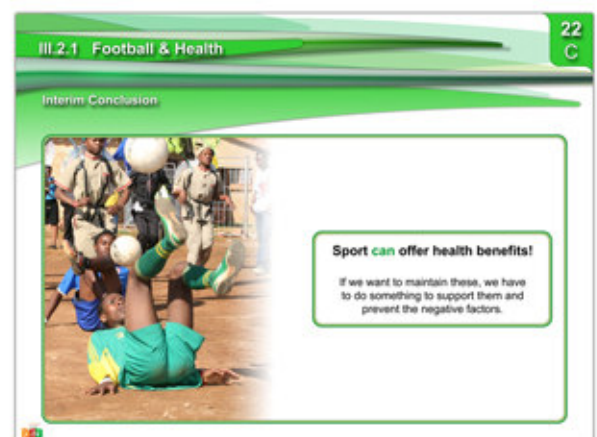 III.2.1 Football & Health
22
C
Interim Conclusion
Sport can offer health benefits!
If we want to maintain these, we have
to do something to support them and
prevent the negative factors.